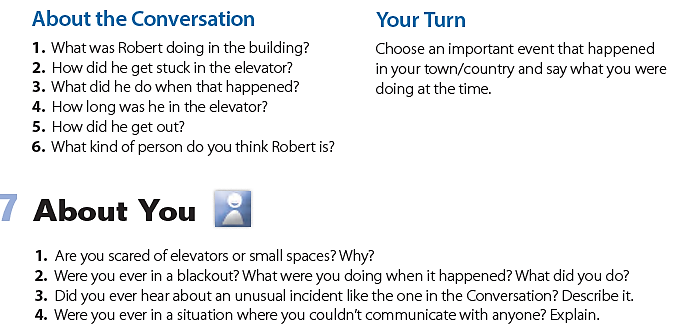 About the Conversation
1. What was Robert doing in the building?
2. How did he get stuck in the elevator?
3. What did he do when that happened?
4. How long was he in the elevator?
5. How did he get out?
6. What kind of person do you think Robert is?
Your Turn
Choose an important event that happened
in your town/country and say what you were
doing at the time.
7 About You
1. Are you scared of elevators or small spaces? Why?
2. Were you ever in a blackout? What were you doing when it happened? What did you do?
3. Did you ever hear about an unusual incident like the one in the Conversation? Describe it.
4. Were you ever in a situation where you couldn't communicate with anyone? Explain.